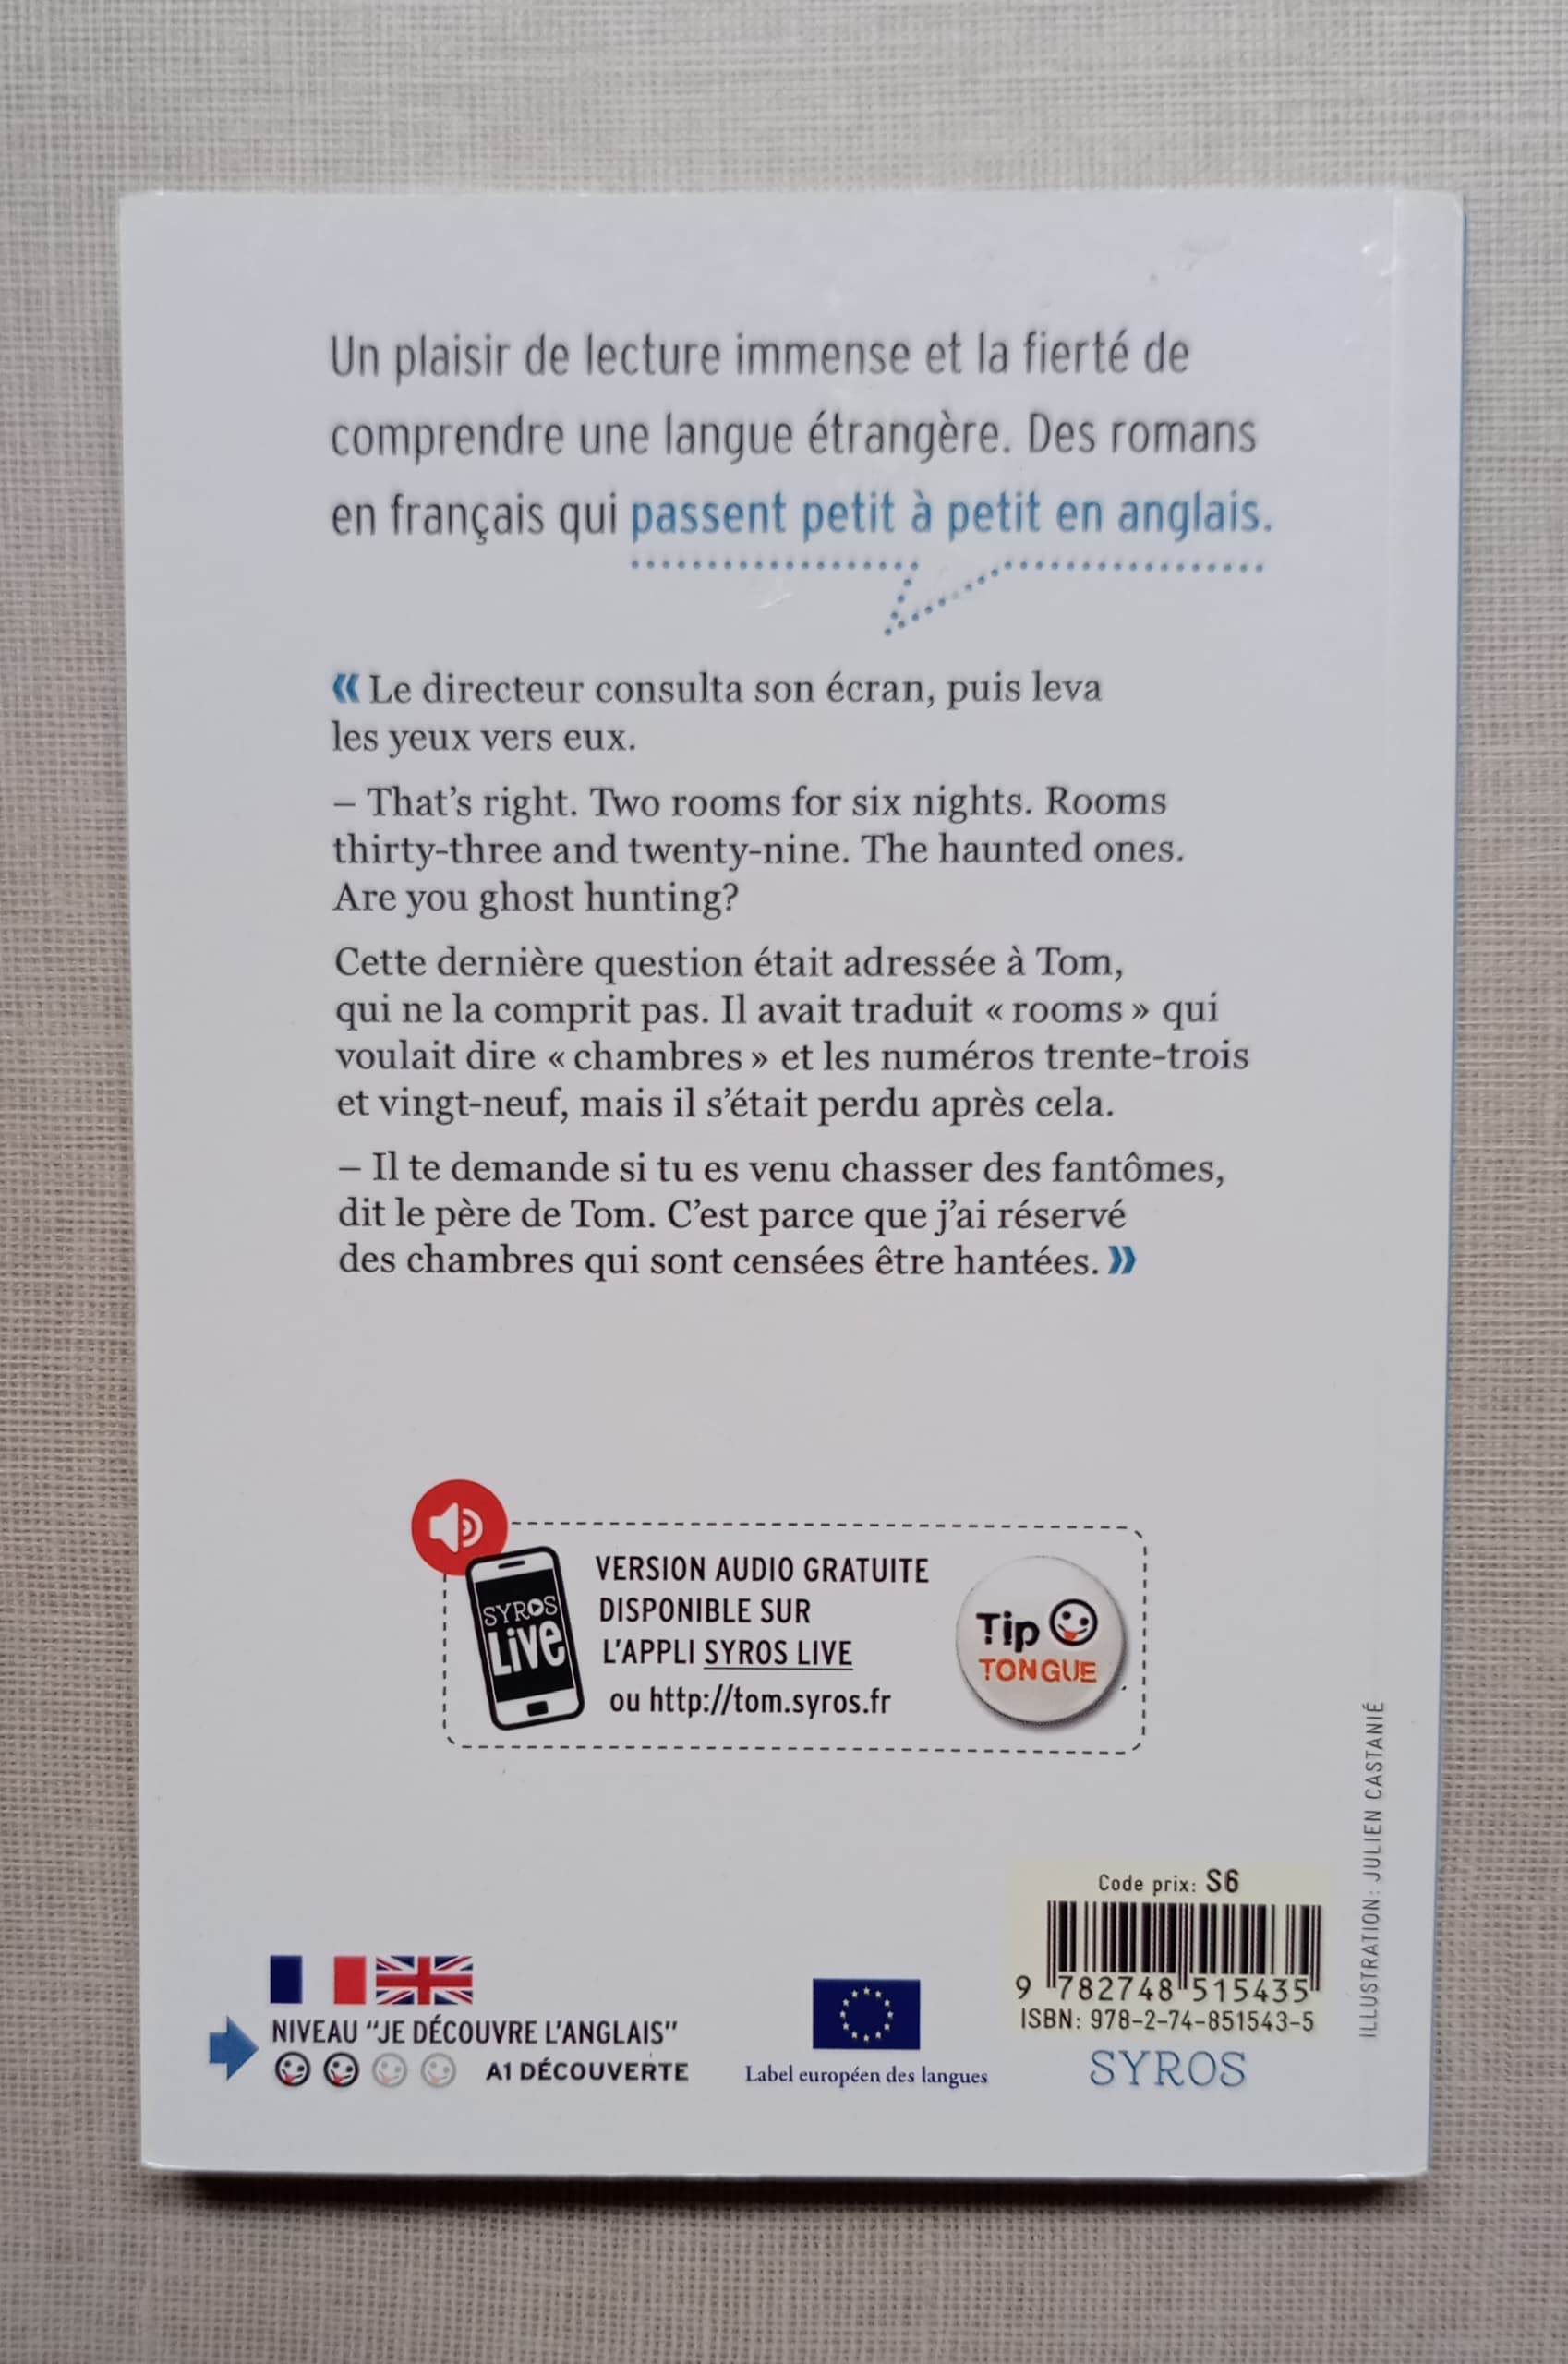 Un plaisir de lecture immense et la fierté de
comprendre une langue étrangère. Des romans
en français qui passent petit à petit en anglais.
« Le directeur consulta son écran, puis leva
les yeux vers eux.
– That’s right. Two rooms for six nights. Rooms
thirty-three and twenty-nine. The haunted ones.
Are you ghost hunting?
Cette dernière question était adressée à Tom,
qui ne la comprit pas. Il avait traduit « rooms » qui
voulait dire « chambres » et les numéros trente-trois
et vingt-neuf, mais il s’était perdu après cela.
– Il te demande si tu es venu chasser des fantômes,
dit le père de Tom. C’est parce que j’ai réservé
des chambres qui sont censées être hantées. »
SYROS
Live
VERSION AUDIO GRATUITE
DISPONIBLE SUR
L’APPLI SYROS LIVE
ou http://tom.syros.fr
Tip
TONGUE
NIVEAU “JE DÉCOUVRE L’ANGLAIS”
A1 DÉCOUVERTE
Label européen des langues
Code prix: S6
9 782748 515435
ISBN: 978-2-74-851543-5
SYROS
ILLUSTRATION: JULIEN CASTANIÉ